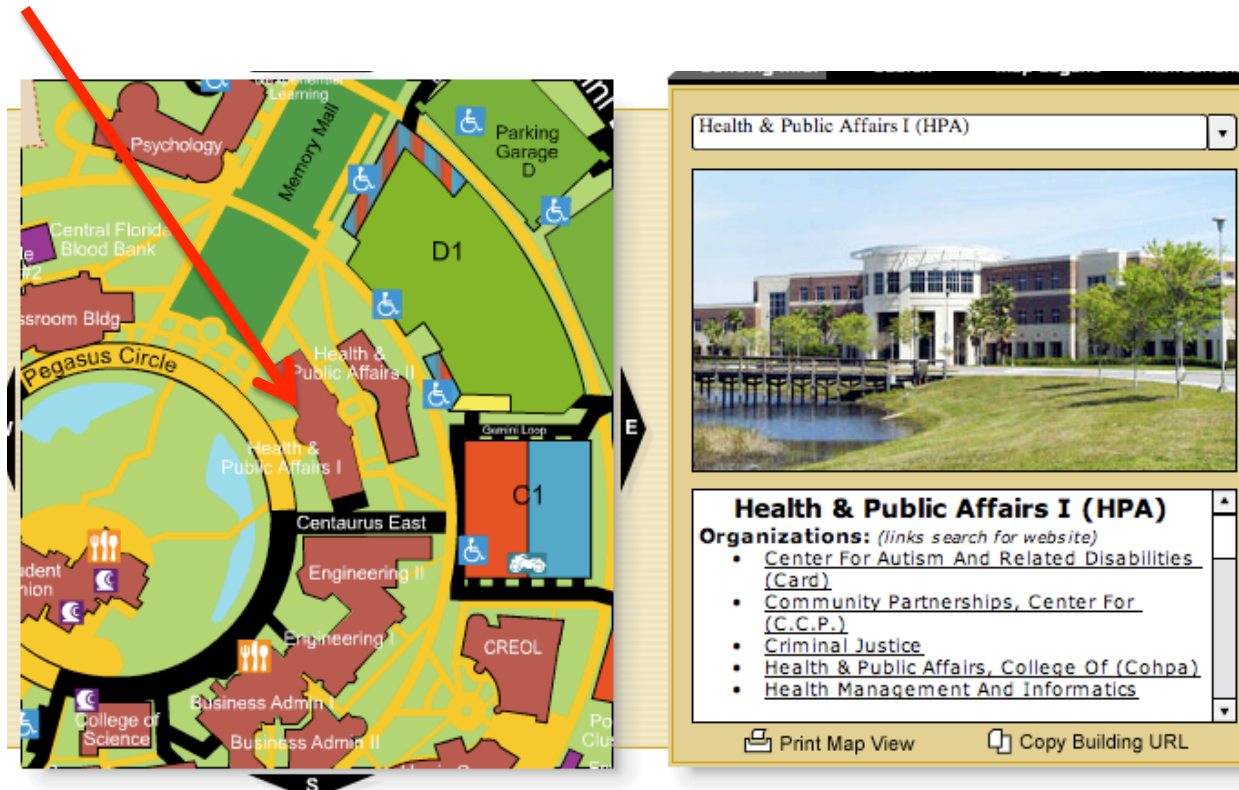 Learning
Psychology
Memory Mall
Parking
Garage
D
Central Florida
Blood Bank
#2
D1
Bldg
Pegasus Circle
Health &
Public Affairs II
Gemini Loop
E
Health &
Public Affairs I
C1
Centaurus East
Engineering II
Engineering I
CREOL
Business Admin I
College of
Science
Business Admin II
S
Health & Public Affairs I (HPA)
Health & Public Affairs I (HPA)
Organizations: (links search for website)
• Center For Autism And Related Disabilities
(Card)
• Community Partnerships, Center For
(C.C.P.)
• Criminal Justice
• Health & Public Affairs, College Of (Cohpa)
• Health Management And Informatics
Print Map View
Copy Building URL